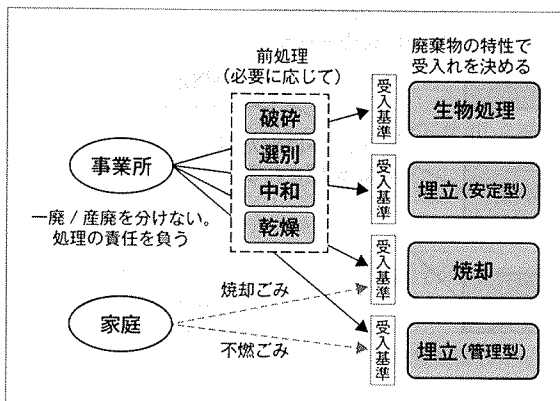 前処理
(必要に応じて)
廃棄物の特性で
受入れを決める
破砕
選別
中和
乾燥
事業所
一廃 / 産廃を分けない。
処理の責任を負う
家庭
焼却ごみ
不燃ごみ
受入基準
生物処理
受入基準
埋立(安定型)
受入基準
焼却
受入基準
埋立(管理型)